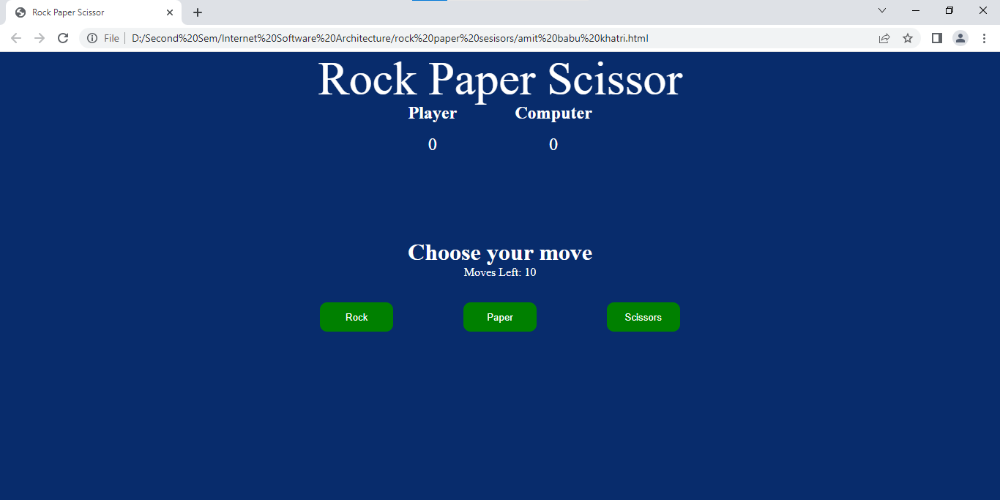 Rock Paper Scissor
File | D:/Second%20Sem/Internet%20Software%20Architecture/rock%20paper%20sesisors/amit%20babu%20khatri.html
Rock Paper Scissor
Player Computer
0 0
Choose your move
Moves Left: 10
Rock Paper Scissors